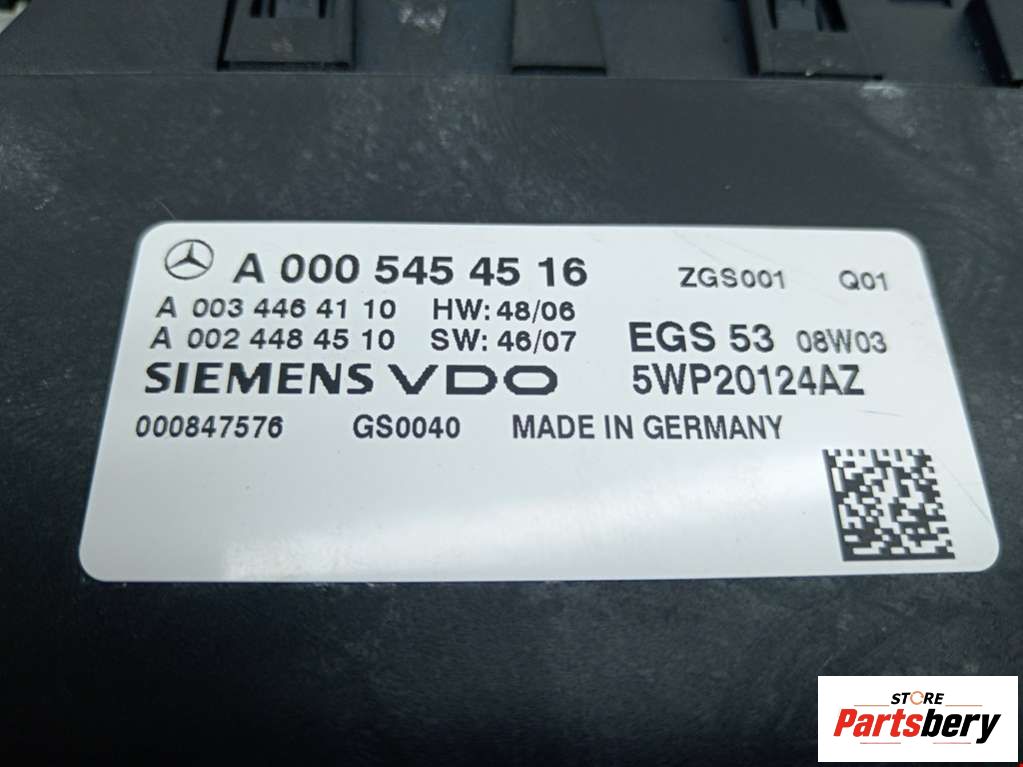 A 000 545 45 16 ZGS001 Q01
A 003 446 41 10 HW: 48/06
A 002 448 45 10 SW: 46/07 EGS 53 08W03
SIEMENS VDO 5WP20124AZ
000847576 GS0040 MADE IN GERMANY
STORE
Partsbery